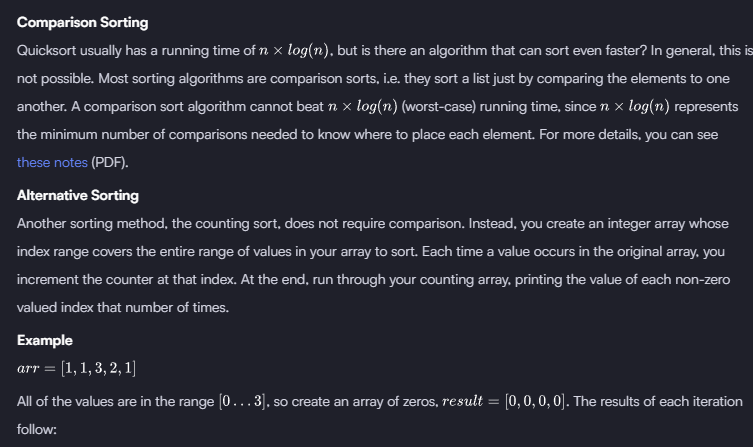 Comparison Sorting
Quicksort usually has a running time of n × log(n), but is there an algorithm that can sort even faster? In general, this is
not possible. Most sorting algorithms are comparison sorts, i.e. they sort a list just by comparing the elements to one
another. A comparison sort algorithm cannot beat n × log(n) (worst-case) running time, since n × log(n) represents
the minimum number of comparisons needed to know where to place each element. For more details, you can see
these notes (PDF).
Alternative Sorting
Another sorting method, the counting sort, does not require comparison. Instead, you create an integer array whose
index range covers the entire range of values in your array to sort. Each time a value occurs in the original array, you
increment the counter at that index. At the end, run through your counting array, printing the value of each non-zero
valued index that number of times.
Example
arr = [1, 1, 3, 2, 1]
All of the values are in the range [0 . . . 3], so create an array of zeros, result = [0, 0, 0, 0]. The results of each iteration
follow: